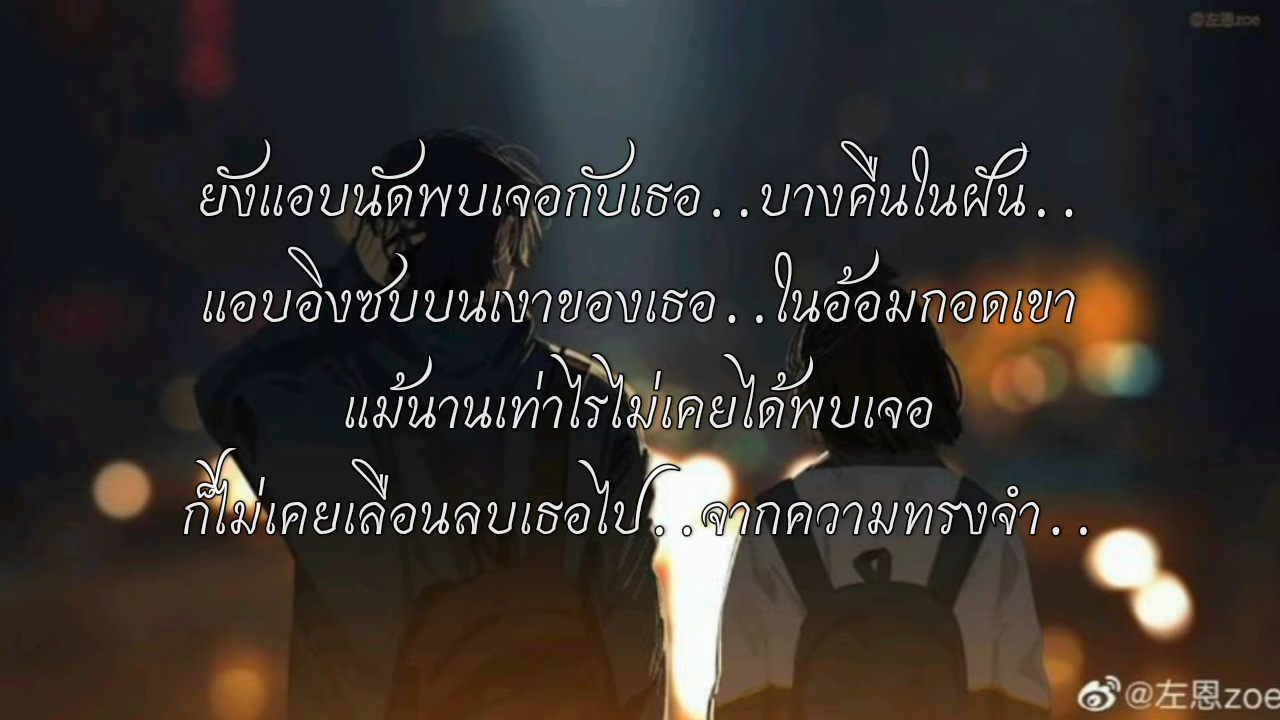 @左恩zoe
ยังแอบนัดพบเจอกับเธอ..บางคืนในฝัน..
แอบอิงซบบนเงาของเธอ..ในอ้อมกอดเขา
แม้นานเท่าไรไม่เคยได้พบเจอ
ก็ไม่เคยเลือนลบเธอไป..จากความทรงจำ..
@左恩zoe